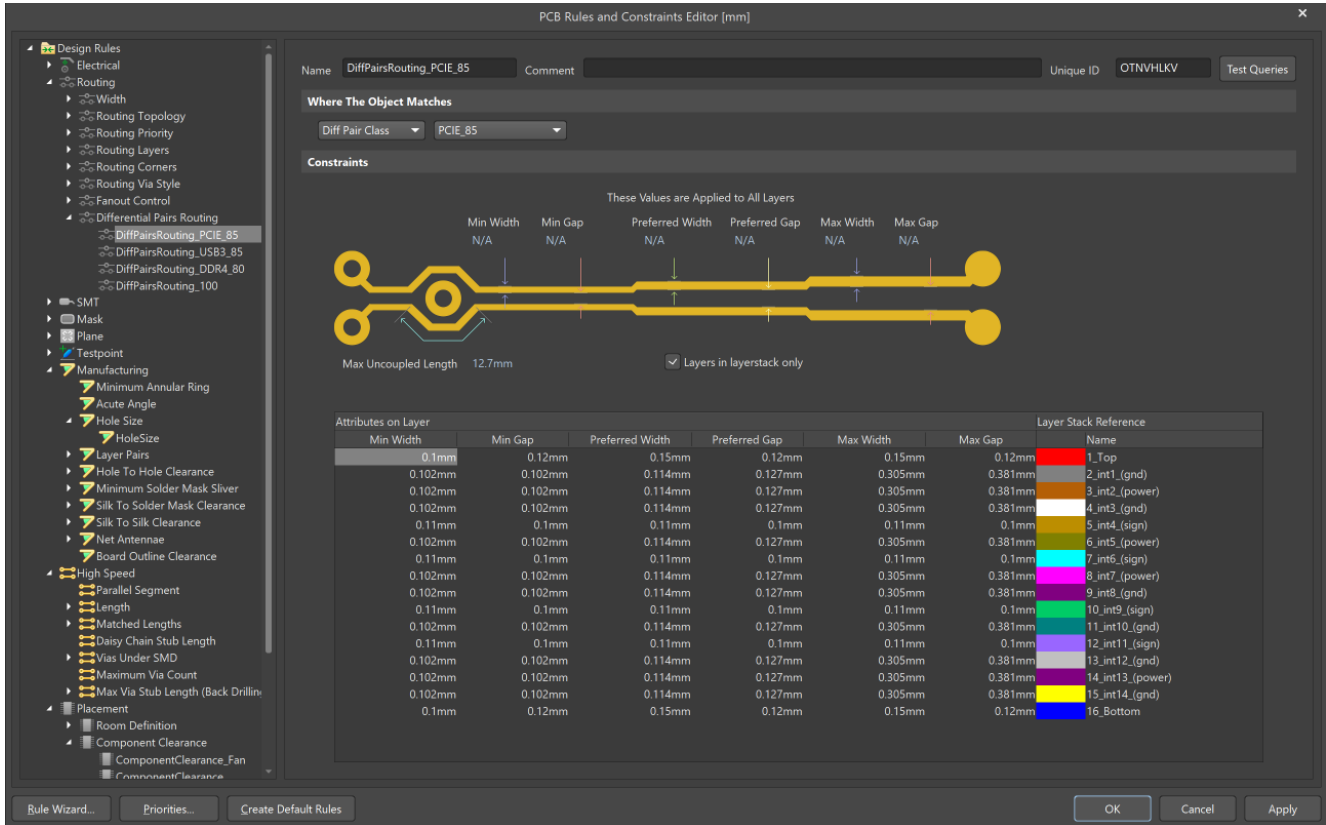 PCB Rules and Constraints Editor [mm]
Design Rules
Electrical
Routing
Width
Routing Topology
Routing Priority
Routing Layers
Routing Corners
Routing Via Style
Fanout Control
Differential Pairs Routing
DiffPairsRouting_PCIE_85
DiffPairsRouting_USB3_85
DiffPairsRouting_DDR4_80
DiffPairsRouting_100
SMT
Mask
Plane
Testpoint
Manufacturing
Minimum Annular Ring
Acute Angle
Hole Size
HoleSize
Layer Pairs
Hole To Hole Clearance
Minimum Solder Mask Sliver
Silk To Solder Mask Clearance
Silk To Silk Clearance
Net Antennae
Board Outline Clearance
High Speed
Parallel Segment
Length
Matched Lengths
Daisy Chain Stub Length
Vias Under SMD
Maximum Via Count
Max Via Stub Length (Back Drilling
Placement
Room Definition
Component Clearance
ComponentClearance_Fan
ComponentClearance
Name DiffPairsRouting_PCIE_85 Comment Unique ID OTNVHLKV Test Queries
Where The Object Matches
Diff Pair Class PCIE_85
Constraints
These Values are Applied to All Layers
Min Width Min Gap Preferred Width Preferred Gap Max Width Max Gap
N/A N/A N/A N/A N/A N/A
Max Uncoupled Length 12.7mm Layers in layerstack only
Attributes on Layer Layer Stack Reference
Min Width Min Gap Preferred Width Preferred Gap Max Width Max Gap Name
0.1mm 0.12mm 0.15mm 0.12mm 0.15mm 0.12mm 1_Top
0.102mm 0.102mm 0.114mm 0.127mm 0.305mm 0.381mm 2_int1_(gnd)
0.102mm 0.102mm 0.114mm 0.127mm 0.305mm 0.381mm 3_int2_(power)
0.102mm 0.102mm 0.114mm 0.127mm 0.305mm 0.381mm 4_int3_(gnd)
0.11mm 0.1mm 0.11mm 0.1mm 0.11mm 0.1mm 5_int4_(sign)
0.102mm 0.102mm 0.114mm 0.127mm 0.305mm 0.381mm 6_int5_(power)
0.11mm 0.1mm 0.11mm 0.1mm 0.11mm 0.1mm 7_int6_(sign)
0.102mm 0.102mm 0.114mm 0.127mm 0.305mm 0.381mm 8_int7_(power)
0.102mm 0.102mm 0.114mm 0.127mm 0.305mm 0.381mm 9_int8_(gnd)
0.11mm 0.1mm 0.11mm 0.1mm 0.11mm 0.1mm 10_int9_(sign)
0.102mm 0.102mm 0.114mm 0.127mm 0.305mm 0.381mm 11_int10_(gnd)
0.11mm 0.1mm 0.11mm 0.1mm 0.11mm 0.1mm 12_int11_(sign)
0.102mm 0.102mm 0.114mm 0.127mm 0.305mm 0.381mm 13_int12_(gnd)
0.102mm 0.102mm 0.114mm 0.127mm 0.305mm 0.381mm 14_int13_(power)
0.102mm 0.102mm 0.114mm 0.127mm 0.305mm 0.381mm 15_int14_(gnd)
0.1mm 0.12mm 0.15mm 0.12mm 0.15mm 0.12mm 16_Bottom
Rule Wizard... Priorities... Create Default Rules OK Cancel Apply